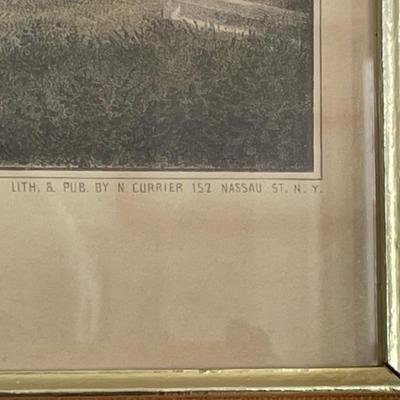 LITH. & PUB. BY N CURRIER 152 NASSAU ST. N. Y.